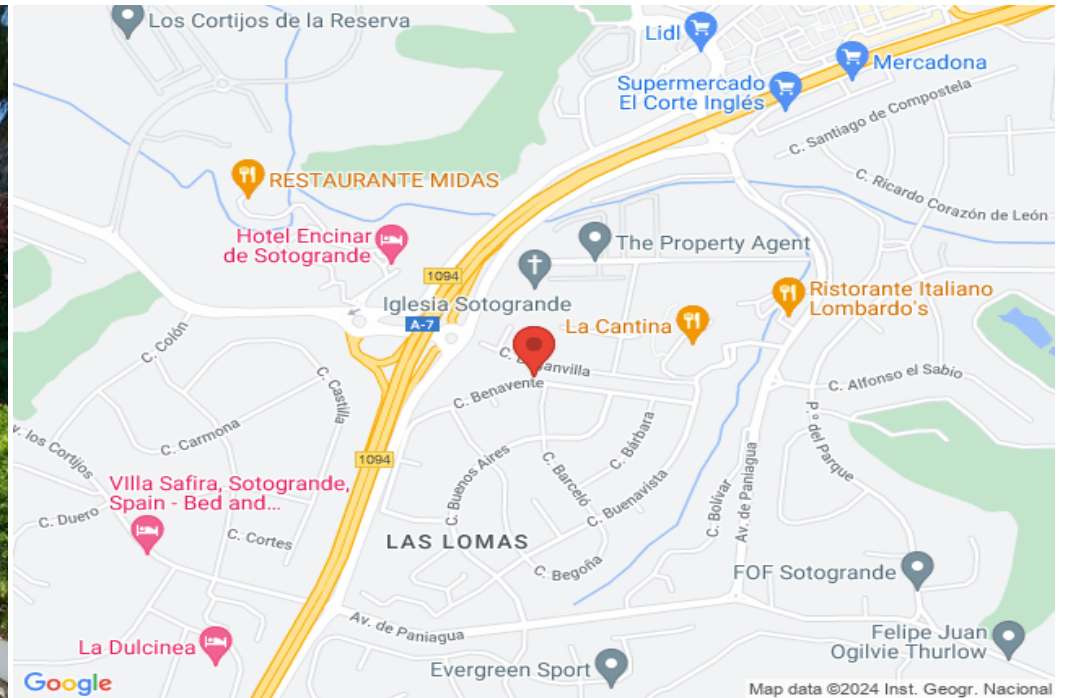 Los Cortijos de la Reserva
Lidl
Mercadona
Supermercado
El Corte Inglés
C. Santiago de Compostela
RESTAURANTE MIDAS
C. Ricardo Corazón de León
Hotel Encinar
de Sotogrande
The Property Agent
1094
Iglesia Sotogrande
Ristorante Italiano
Lombardo's
A-7
La Cantina
C. Colón
C. Benavente
C. Castilla
C. Alfonso el Sabio
C. Carmona
P.º del Parque
C. Bárbara
. los Cortijos
1094
C. Buenos Aires
C. Barceló
Av. de Paniagua
VIlla Safira, Sotogrande,
Spain - Bed and...
C. Buenavista
C. Bolívar
C. Duero
C. Cortes
LAS LOMAS
C. Begoña
FOF Sotogrande
Av. de Paniagua
La Dulcinea
Felipe Juan
Ogilvie Thurlow
Evergreen Sport
Google
Map data ©2024 Inst. Geogr. Nacional